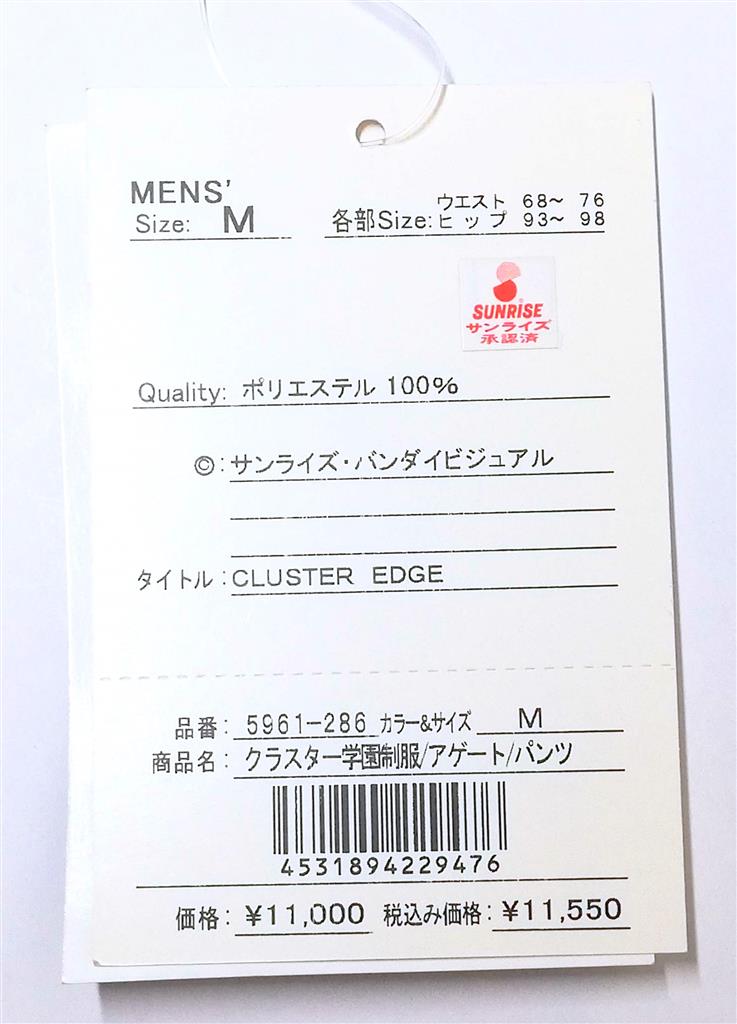 MENS'
Size: M
各部Size: ウエスト 68~ 76
ヒップ 93~ 98
SUNRISE
サンライズ
承認済
Quality: ポリエステル 100%
©:サンライズ・バンダイビジュアル
タイトル:CLUSTER EDGE
品番: 5961-286 カラー&サイズ M
商品名: クラスター学園制服/アゲート/パンツ
4531894229476
価格: ¥11,000 税込み価格: ¥11,550